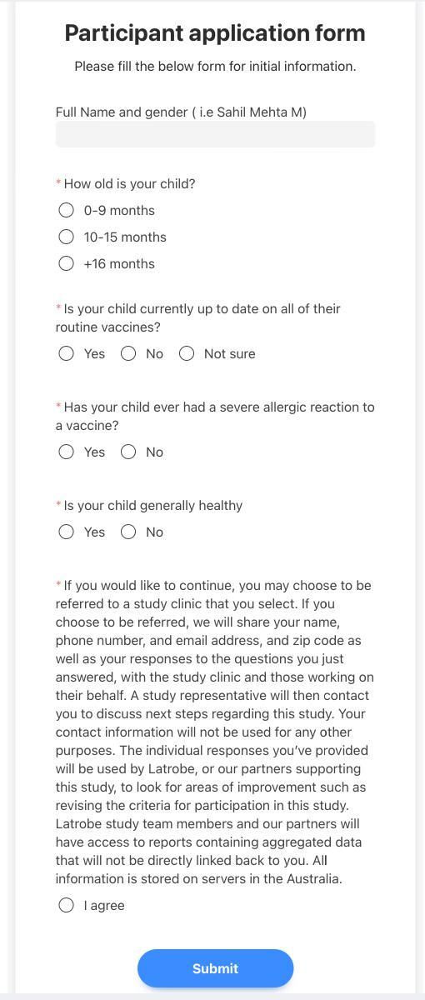 Participant application form
Please fill the below form for initial information.
Full Name and gender ( i.e Sahil Mehta M)
* How old is your child?
0-9 months
10-15 months
+16 months
* Is your child currently up to date on all of their
routine vaccines?
Yes No Not sure
* Has your child ever had a severe allergic reaction to
a vaccine?
Yes No
* Is your child generally healthy
Yes No
* If you would like to continue, you may choose to be
referred to a study clinic that you select. If you
choose to be referred, we will share your name,
phone number, and email address, and zip code as
well as your responses to the questions you just
answered, with the study clinic and those working on
their behalf. A study representative will then contact
you to discuss next steps regarding this study. Your
contact information will not be used for any other
purposes. The individual responses you’ve provided
will be used by Latrobe, or our partners supporting
this study, to look for areas of improvement such as
revising the criteria for participation in this study.
Latrobe study team members and our partners will
have access to reports containing aggregated data
that will not be directly linked back to you. All
information is stored on servers in the Australia.
I agree
Submit